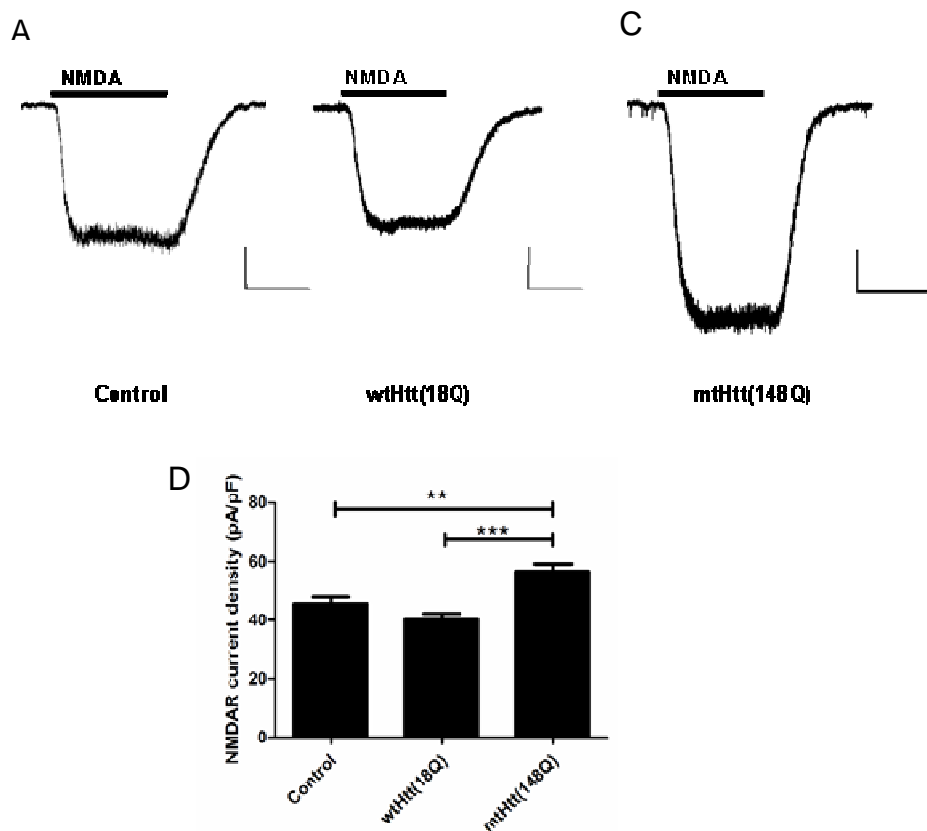 A
C
NMDA
NMDA
NMDA
Control
wtHtt(18Q)
mtHtt(148Q)
D
NMDAR current density (pA/pF)
80
60
40
20
0
**
***
Control
wtHtt(18Q)
mtHtt(148Q)